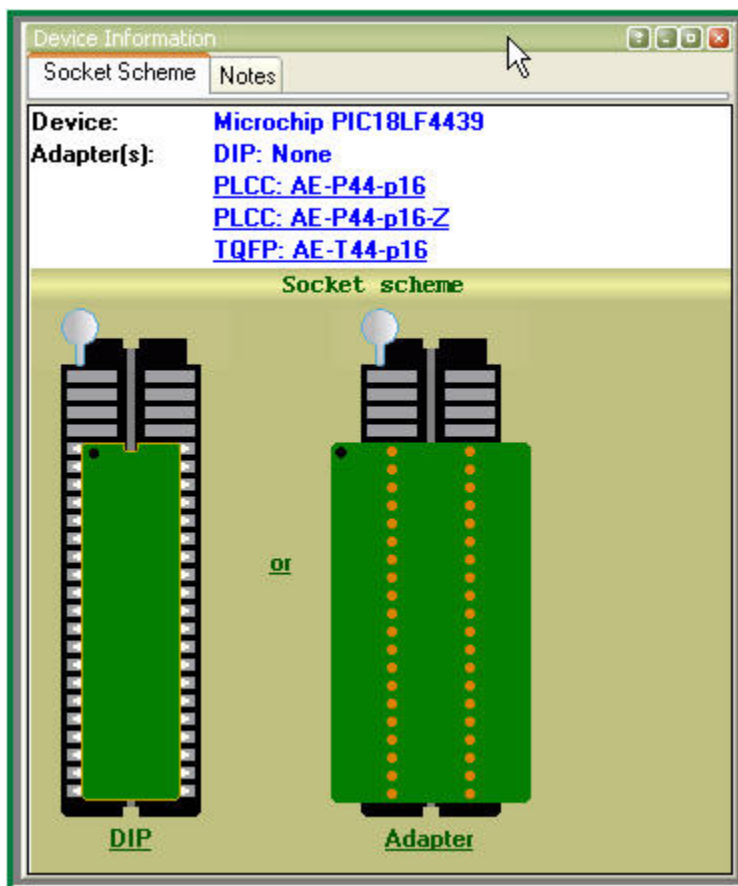 Device Information
Socket Scheme Notes
Device: Microchip PIC18LF4439
Adapter(s): DIP: None
PLCC: AE-P44-p16
PLCC: AE-P44-p16-Z
TQFP: AE-T44-p16
Socket scheme
or
DIP Adapter